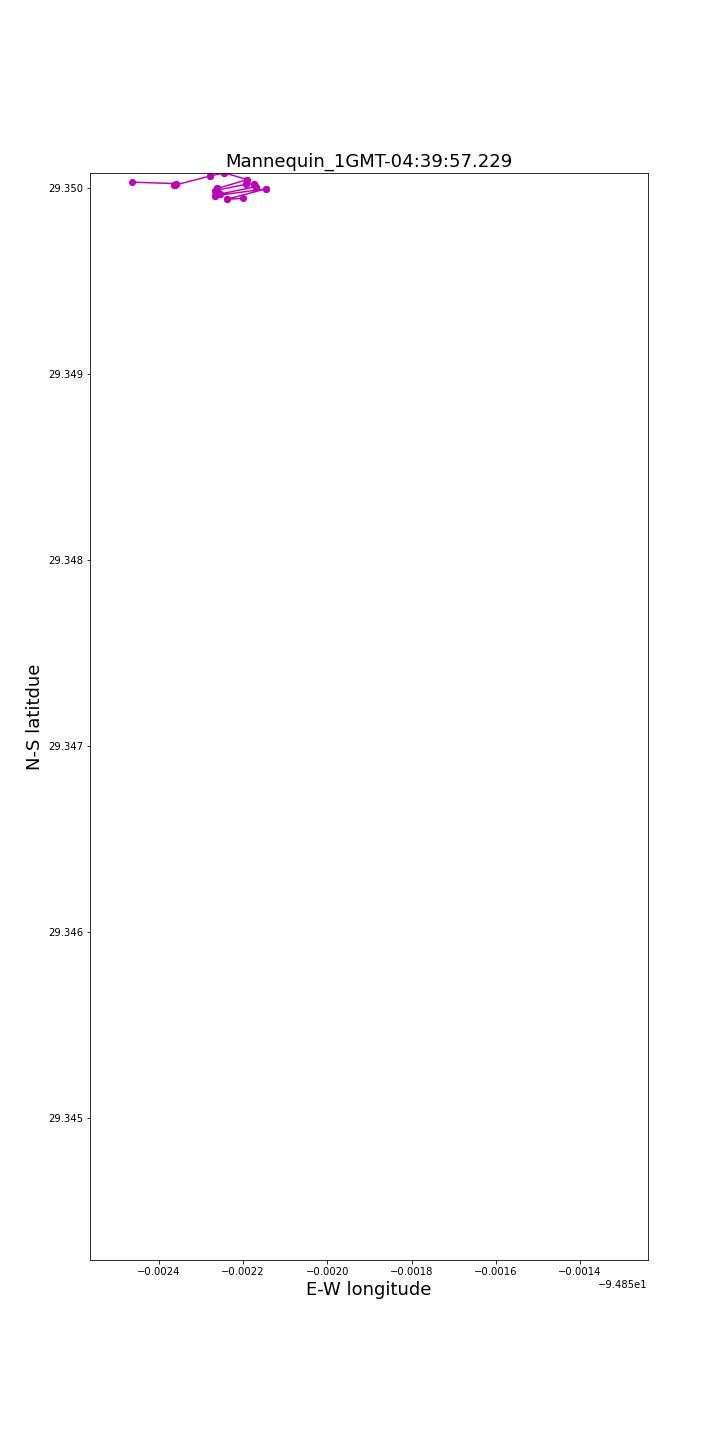 Mannequin_1GMT-04:39:57.229
29.350
29.349
29.348
29.347
29.346
29.345
N-S latitdue
−0.0024 −0.0022 −0.0020 −0.0018 −0.0016 −0.0014
−9.485e1
E-W longitude